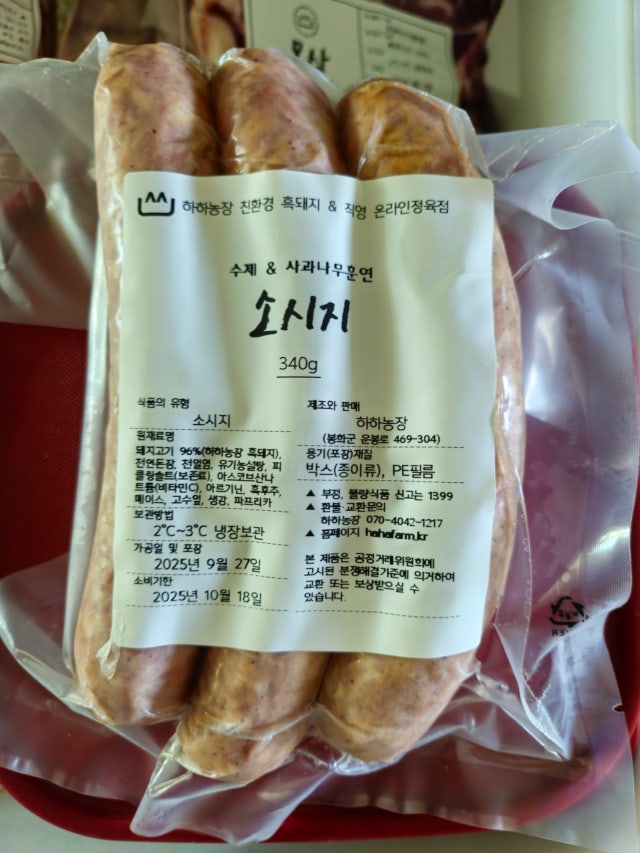 하하농장 친환경 흑돼지 & 직영 온라인정육점
수제 & 사과나무훈연
소시지
340g
식품의 유형
소시지
원재료명
돼지고기 96%(하하농장 흑돼지),
천연돈장, 천일염, 유기농설탕, 피
클링솔트(보존료), 아스코브산나
트륨(비타민C), 아르기닌, 흑후추,
메이스, 고수잎, 생강, 파프리카
보관방법
2℃~3℃ 냉장보관
가공일 및 포장
2025년 9월 27일
소비기한
2025년 10월 18일
제조와 판매
하하농장
(봉화군 운봉로 469-304)
용기(포장)재질
박스(종이류), PE필름
▲ 부정, 불량식품 신고는 1399
▲ 환불·교환문의
하하농장 070-4042-1217
▲ 홈페이지 hahafarm.kr
본 제품은 공정거래위원회에
고시된 분쟁해결기준에 의거하여
교환 또는 보상받으실 수
있습니다.